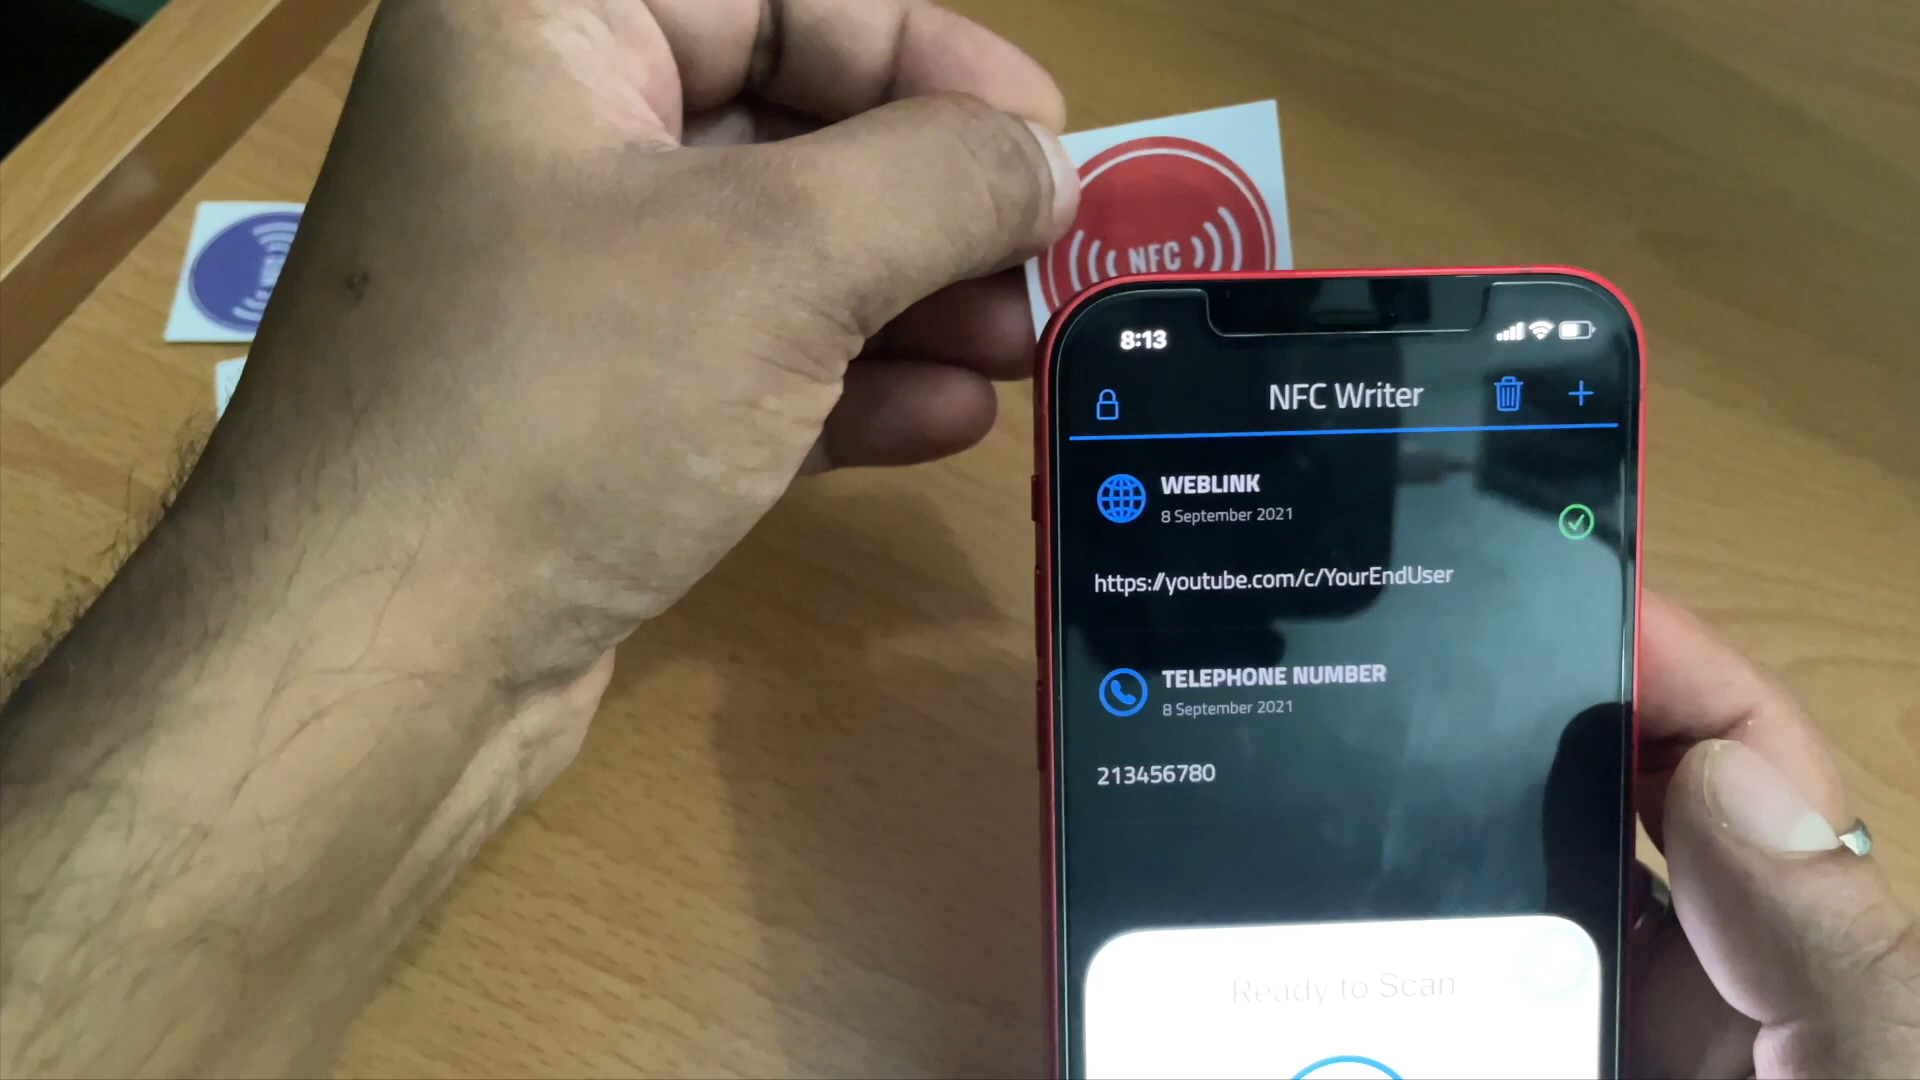 NFC
8:13
NFC Writer
WEBLINK
8 September 2021
https://youtube.com/c/YourEndUser
TELEPHONE NUMBER
8 September 2021
213456780
Ready to Scan